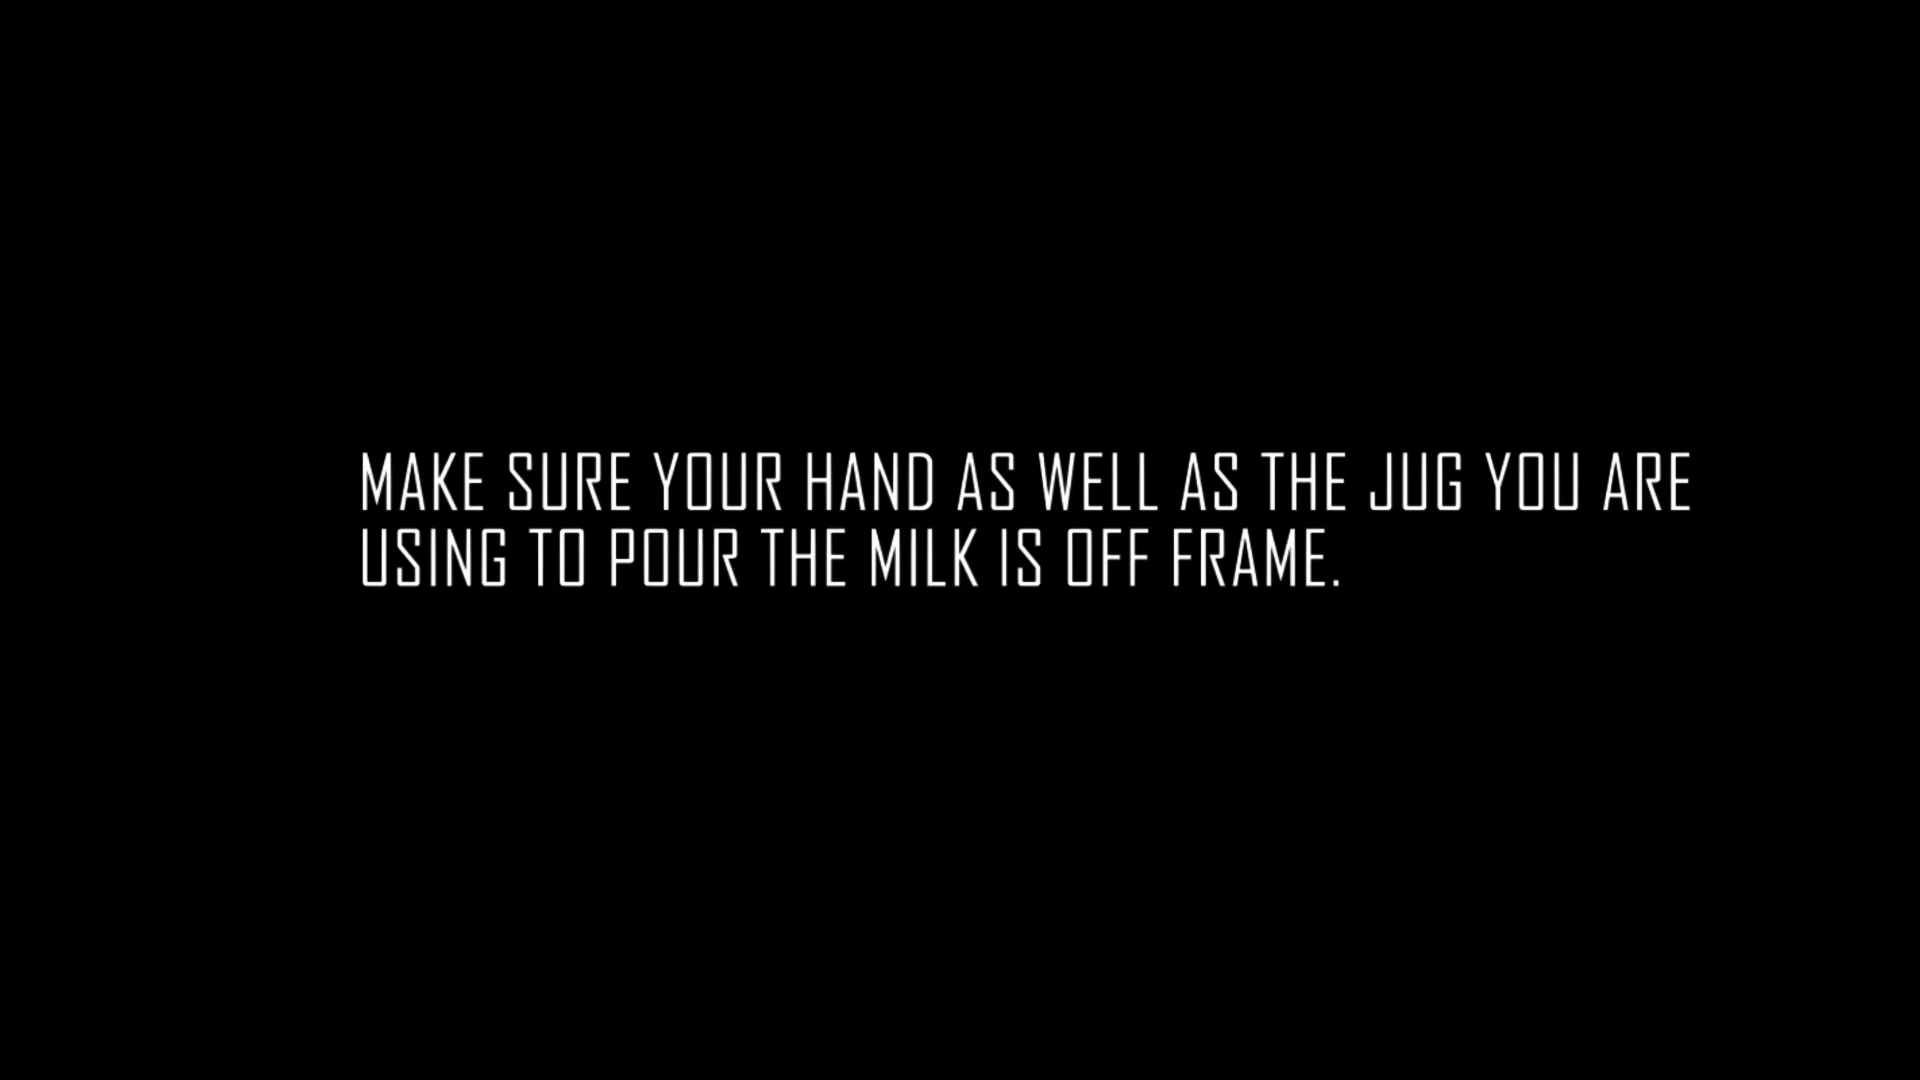 MAKE SURE YOUR HAND AS WELL AS THE JUG YOU ARE
USING TO POUR THE MILK IS OFF FRAME.